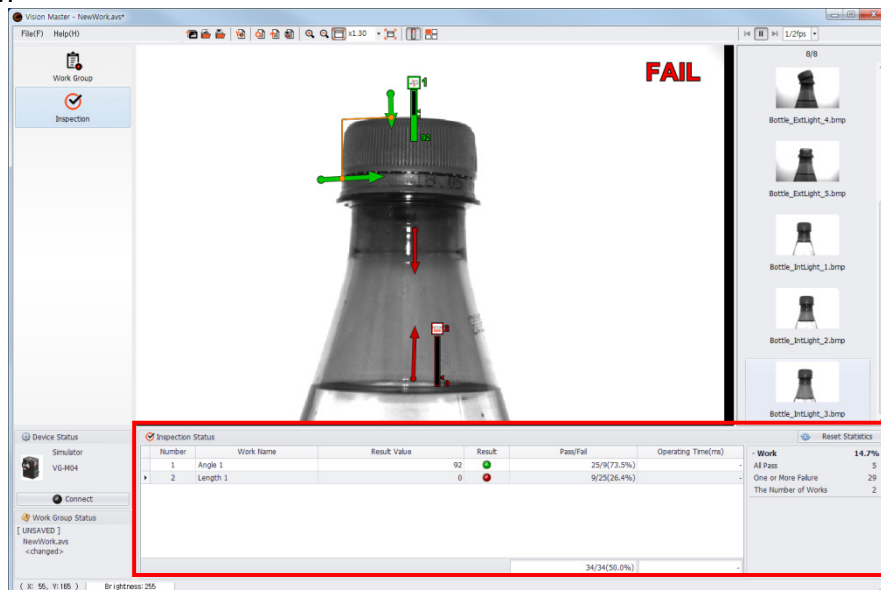 Vision Master - NewWork.avs*
File(F) Help(H)
x1.30
1/2fps
Work Group
Inspection
FAIL
1
92
18.05
8/8
Bottle_ExtLight_4.bmp
Bottle_ExtLight_5.bmp
Bottle_IntLight_1.bmp
Bottle_IntLight_2.bmp
Bottle_IntLight_3.bmp
Device Status
Simulator
VG-M04
Connect
Work Group Status
[ UNSAVED ]
NewWork.avs
<changed>
Inspection Status
Reset Statistics
Number Work Name Result Value Result Pass/Fail Operating Time(ms)
1 Angle 1 92 25/9(73.5%) -
2 Length 1 0 9/25(26.4%) -
34/34(50.0%) -
- Work 14.7%
All Pass 5
One or More Failure 29
The Number of Works 2
( X: 55, Y:165 ) Brightness:255